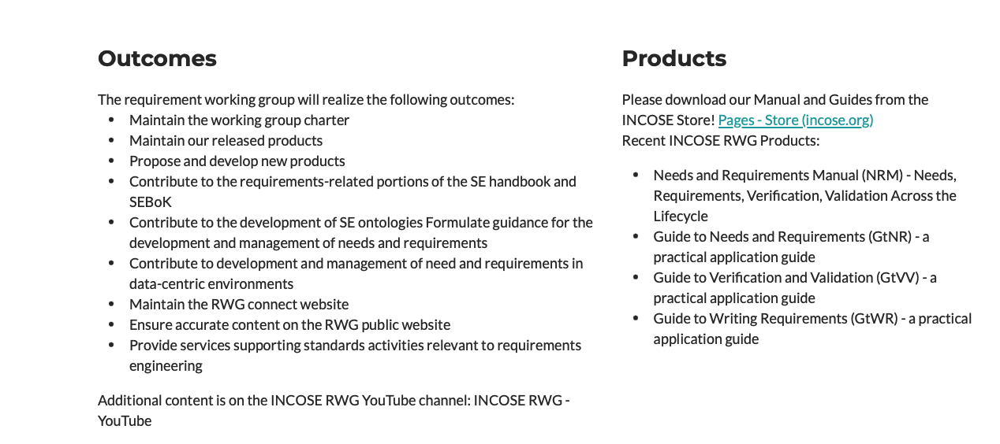 Outcomes
The requirement working group will realize the following outcomes:
• Maintain the working group charter
• Maintain our released products
• Propose and develop new products
• Contribute to the requirements-related portions of the SE handbook and
SEBoK
• Contribute to the development of SE ontologies Formulate guidance for the
development and management of needs and requirements
• Contribute to development and management of need and requirements in
data-centric environments
• Maintain the RWG connect website
• Ensure accurate content on the RWG public website
• Provide services supporting standards activities relevant to requirements
engineering
Additional content is on the INCOSE RWG YouTube channel: INCOSE RWG -
YouTube
Products
Please download our Manual and Guides from the
INCOSE Store! Pages - Store (incose.org)
Recent INCOSE RWG Products:
• Needs and Requirements Manual (NRM) - Needs,
Requirements, Verification, Validation Across the
Lifecycle
• Guide to Needs and Requirements (GtNR) - a
practical application guide
• Guide to Verification and Validation (GtVV) - a
practical application guide
• Guide to Writing Requirements (GtWR) - a practical
application guide